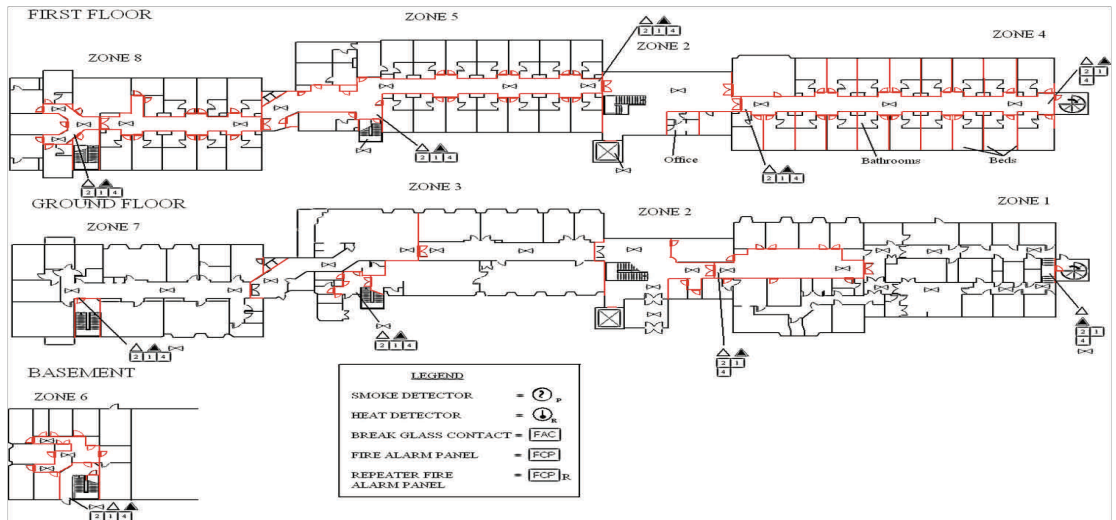 FIRST FLOOR
ZONE 5
ZONE 2
ZONE 4
ZONE 8
2 1 4
2 1
4
2 1 4
2 1 4
2 1 4
Office
Bathrooms
Beds
ZONE 3
GROUND FLOOR
ZONE 7
ZONE 2
ZONE 1
2 1 4
2 1 4
2 1
4
2 1
4
BASEMENT
ZONE 6
2 1 4
LEGEND
SMOKE DETECTOR = P
HEAT DETECTOR = R
BREAK GLASS CONTACT = FAC
FIRE ALARM PANEL = FCP
REPEATER FIRE = FCP R
ALARM PANEL